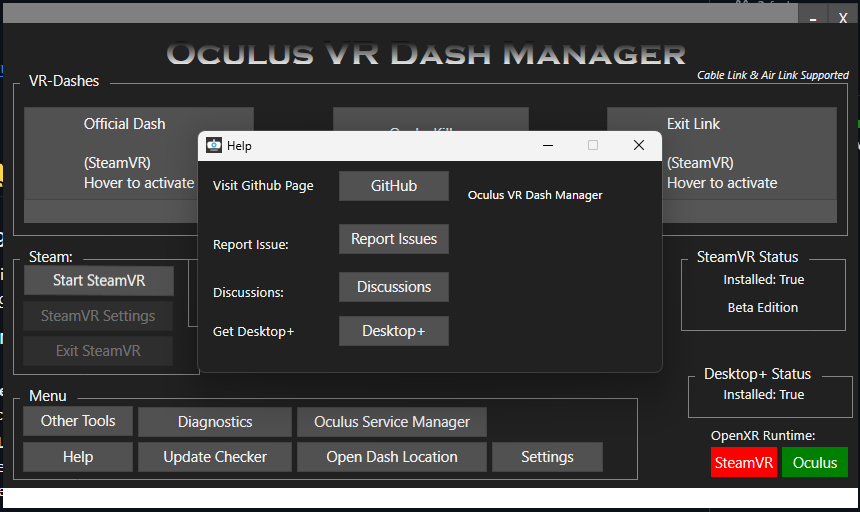 - X
OCULUS VR DASH MANAGER
Cable Link & Air Link Supported
VR-Dashes
Official Dash
(SteamVR)
Hover to activate
Exit Link
(SteamVR)
Hover to activate
Help
Visit Github Page
GitHub
Oculus VR Dash Manager
Report Issue:
Report Issues
Discussions:
Discussions
Get Desktop+
Desktop+
Steam:
Start SteamVR
SteamVR Settings
Exit SteamVR
SteamVR Status
Installed: True
Beta Edition
Desktop+ Status
Installed: True
Menu
Other Tools
Diagnostics
Oculus Service Manager
Help
Update Checker
Open Dash Location
Settings
OpenXR Runtime:
SteamVR
Oculus